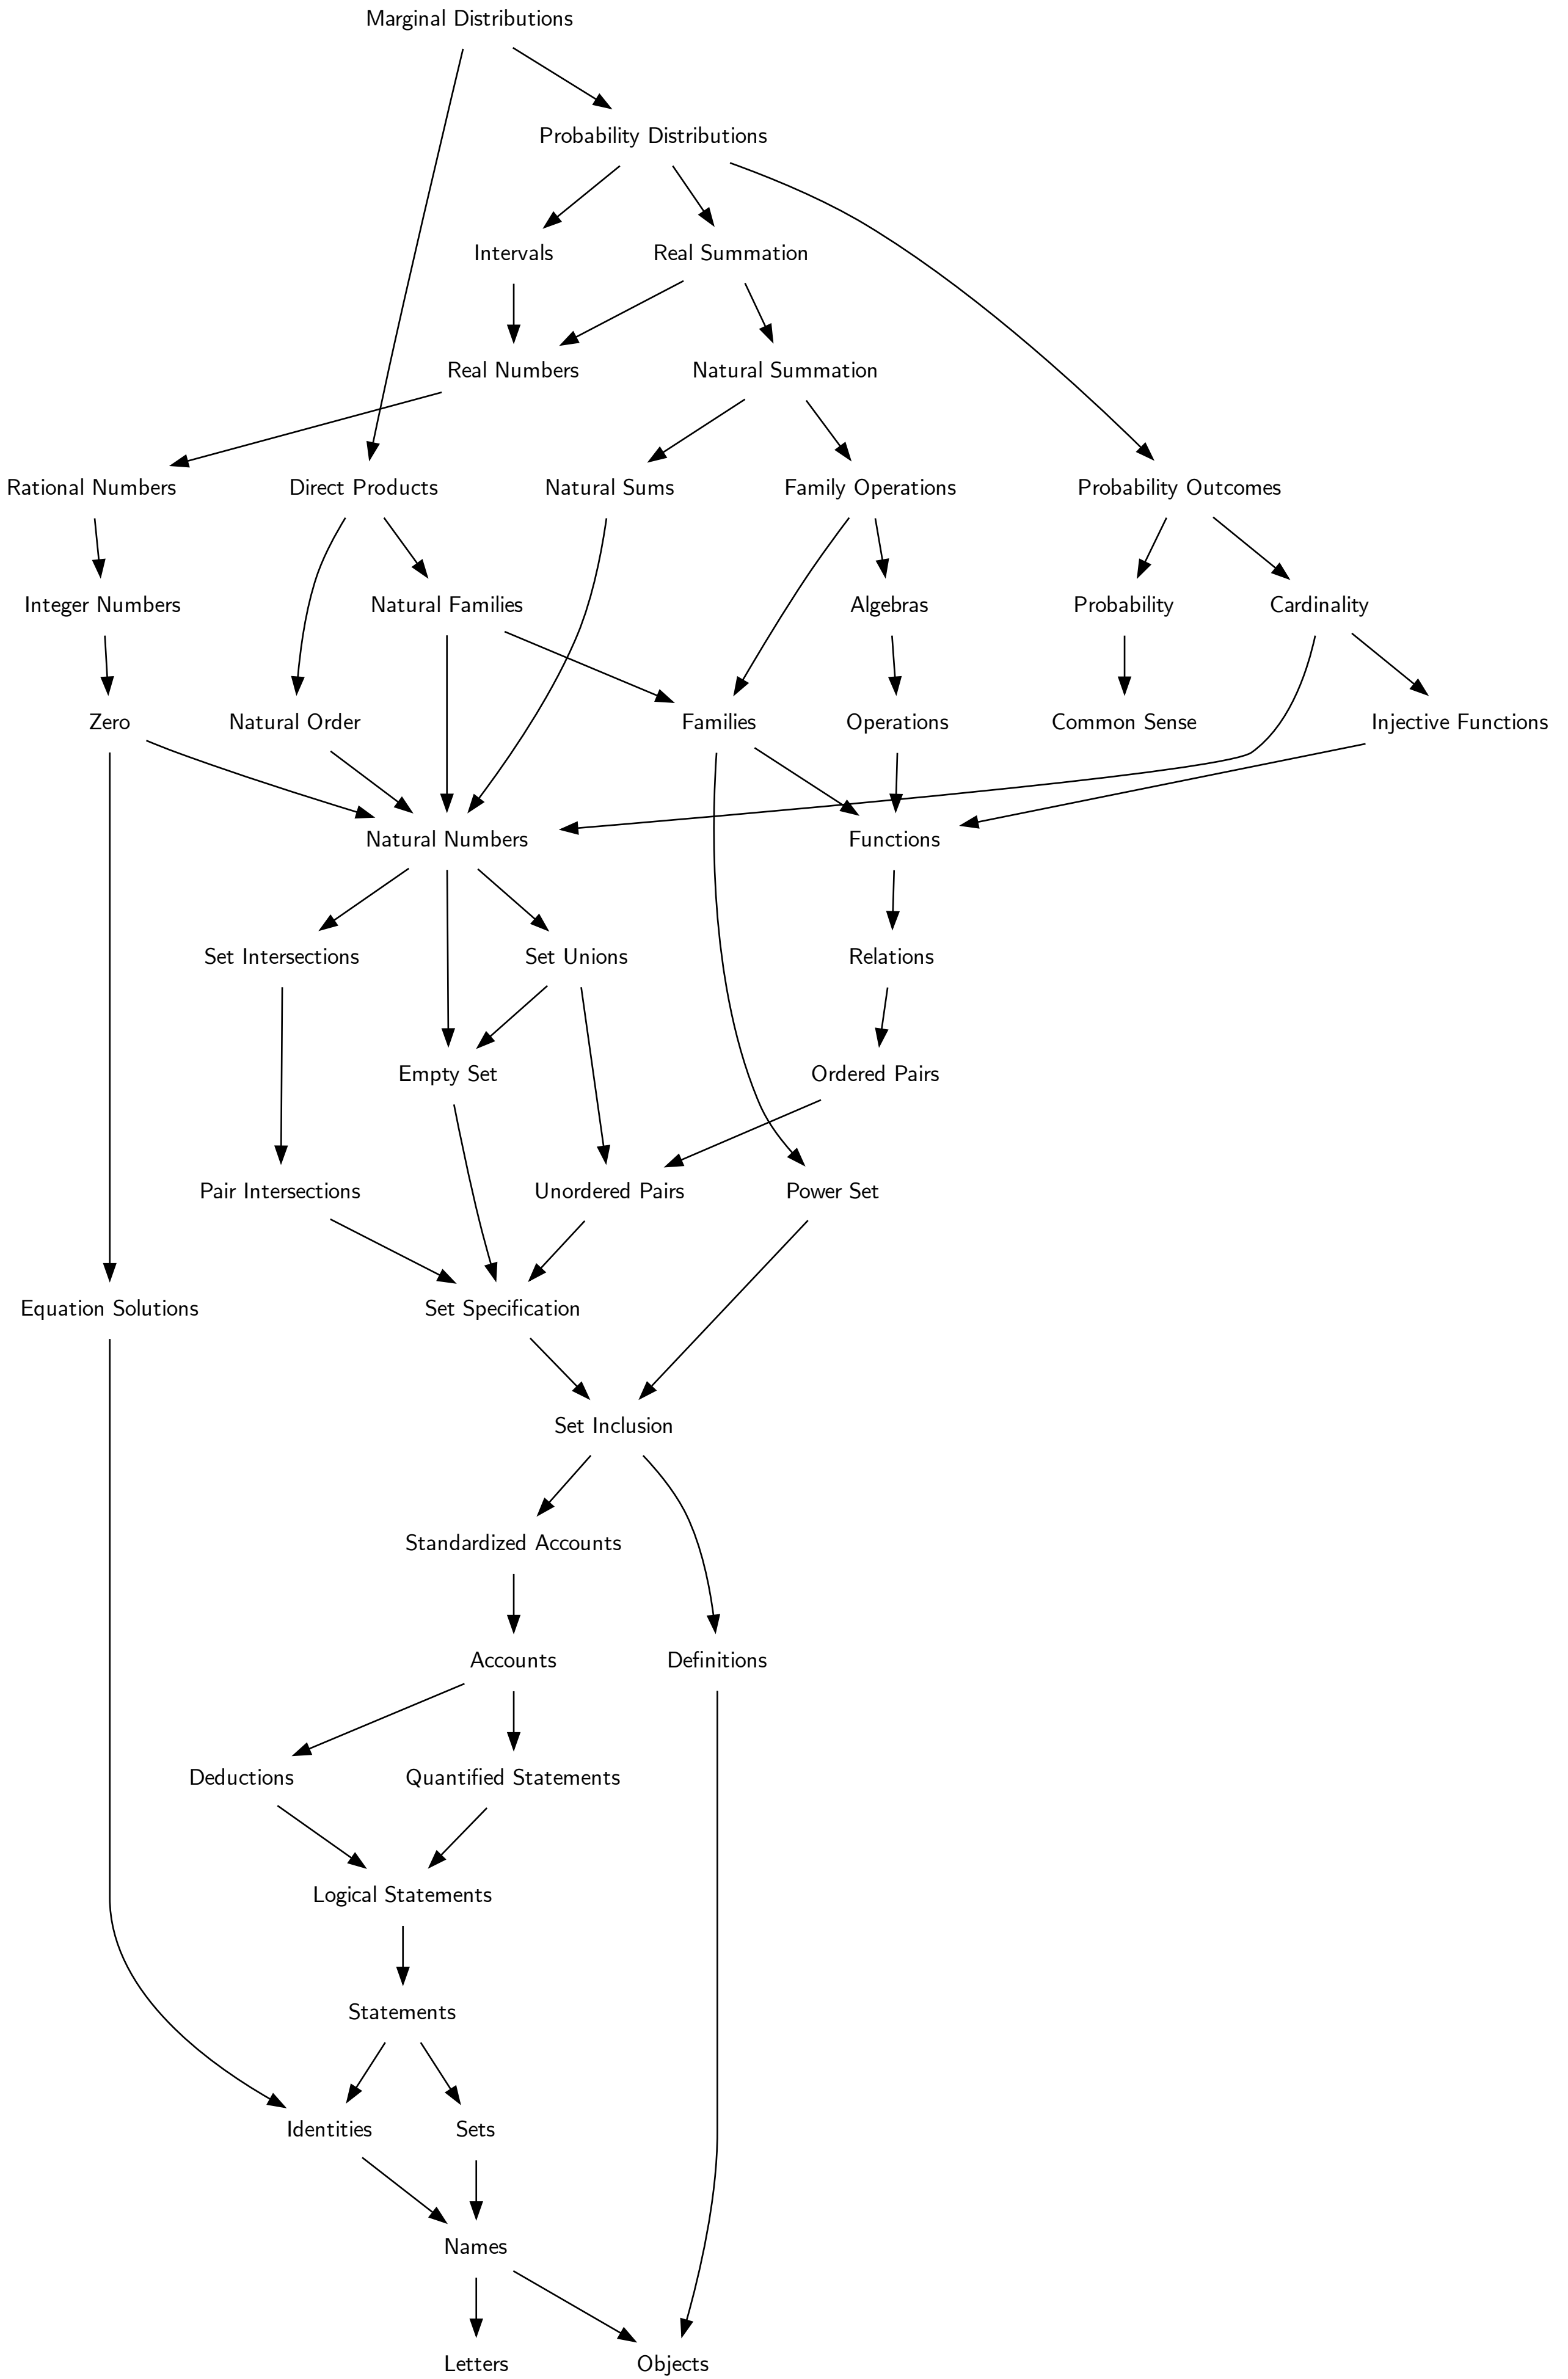 Marginal Distributions
Probability Distributions
Intervals
Real Summation
Real Numbers
Natural Summation
Rational Numbers
Direct Products
Natural Sums
Family Operations
Probability Outcomes
Integer Numbers
Natural Families
Algebras
Probability
Cardinality
Zero
Natural Order
Families
Operations
Common Sense
Injective Functions
Natural Numbers
Functions
Set Intersections
Set Unions
Relations
Empty Set
Ordered Pairs
Pair Intersections
Unordered Pairs
Power Set
Equation Solutions
Set Specification
Set Inclusion
Standardized Accounts
Accounts
Definitions
Deductions
Quantified Statements
Logical Statements
Statements
Identities
Sets
Names
Letters
Objects